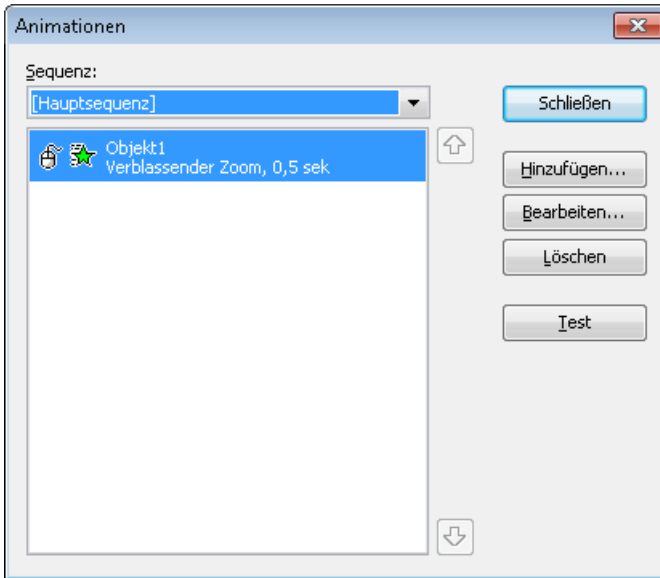 Animationen
Sequenz:
[Hauptsequenz]
Schließen
Objekt1
Verblassender Zoom, 0,5 sek
Hinzufügen...
Bearbeiten...
Löschen
Test